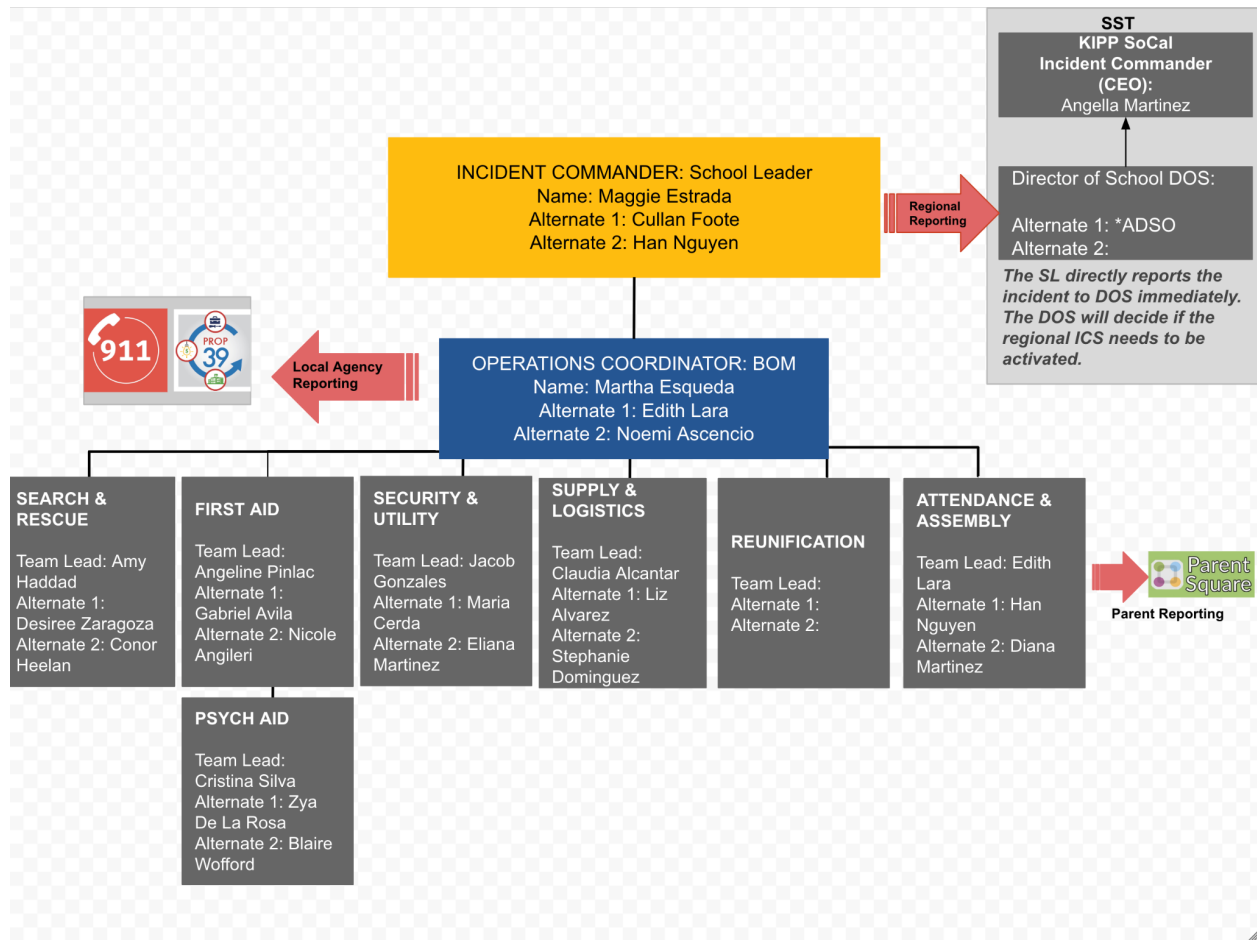 SST
KIPP SoCal
Incident Commander
(CEO):
Angella Martinez
INCIDENT COMMANDER: School Leader
Name: Maggie Estrada
Alternate 1: Cullan Foote
Alternate 2: Han Nguyen
Regional
Reporting
Director of School DOS:
Alternate 1: *ADSO
Alternate 2:
The SL directly reports the
incident to DOS immediately.
The DOS will decide if the
regional ICS needs to be
activated.
911
PROP
39
Local Agency
Reporting
OPERATIONS COORDINATOR: BOM
Name: Martha Esqueda
Alternate 1: Edith Lara
Alternate 2: Noemi Ascencio
SEARCH &
RESCUE
Team Lead: Amy
Haddad
Alternate 1:
Desiree Zaragoza
Alternate 2: Conor
Heelan
FIRST AID
Team Lead:
Angeline Pinlac
Alternate 1:
Gabriel Avila
Alternate 2: Nicole
Angileri
SECURITY &
UTILITY
Team Lead: Jacob
Gonzales
Alternate 1: Maria
Cerda
Alternate 2: Eliana
Martinez
SUPPLY &
LOGISTICS
Team Lead:
Claudia Alcantar
Alternate 1: Liz
Alvarez
Alternate 2:
Stephanie
Dominguez
REUNIFICATION
Team Lead:
Alternate 1:
Alternate 2:
ATTENDANCE &
ASSEMBLY
Team Lead: Edith
Lara
Alternate 1: Han
Nguyen
Alternate 2: Diana
Martinez
Parent
Square
Parent Reporting
PSYCH AID
Team Lead:
Cristina Silva
Alternate 1: Zya
De La Rosa
Alternate 2: Blaire
Wofford